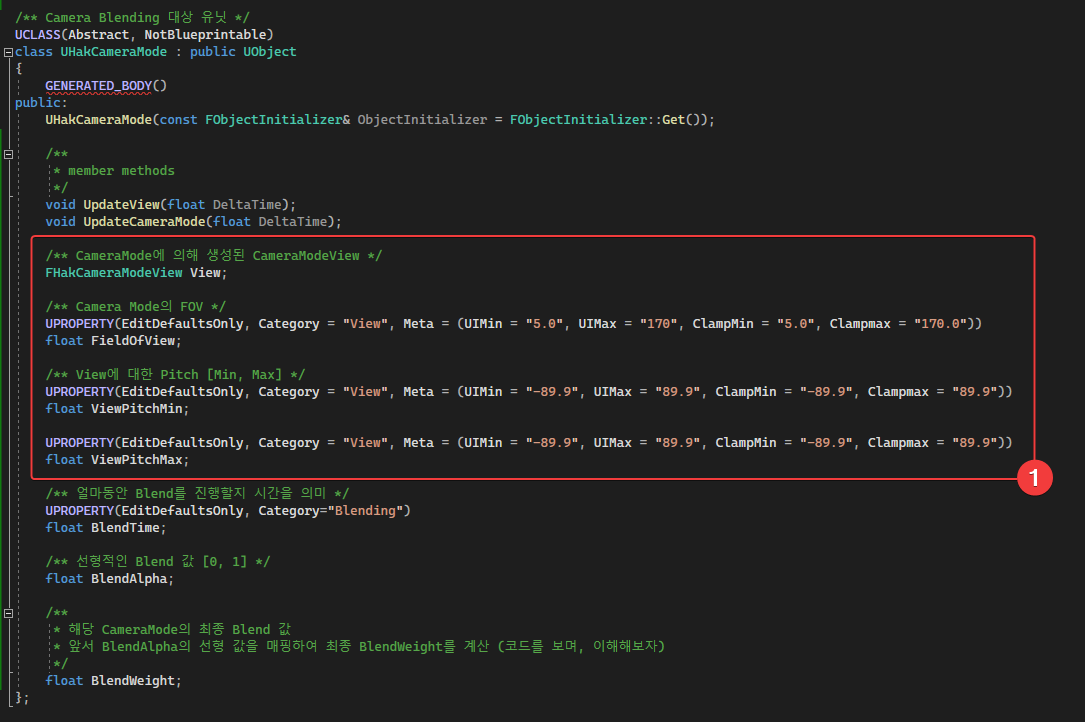 /** Camera Blending 대상 유닛 */
UCLASS(Abstract, NotBlueprintable)
class UHakCameraMode : public UObject
{
GENERATED_BODY()
public:
UHakCameraMode(const FObjectInitializer& ObjectInitializer = FObjectInitializer::Get());
/**
* member methods
*/
void UpdateView(float DeltaTime);
void UpdateCameraMode(float DeltaTime);
/** CameraMode에 의해 생성된 CameraModeView */
FHakCameraModeView View;
/** Camera Mode의 FOV */
UPROPERTY(EditDefaultsOnly, Category = "View", Meta = (UIMin = "5.0", UIMax = "170", ClampMin = "5.0", Clampmax = "170.0"))
float FieldOfView;
/** View에 대한 Pitch [Min, Max] */
UPROPERTY(EditDefaultsOnly, Category = "View", Meta = (UIMin = "-89.9", UIMax = "89.9", ClampMin = "-89.9", Clampmax = "89.9"))
float ViewPitchMin;
UPROPERTY(EditDefaultsOnly, Category = "View", Meta = (UIMin = "-89.9", UIMax = "89.9", ClampMin = "-89.9", Clampmax = "89.9"))
float ViewPitchMax;
1
/** 얼마동안 Blend를 진행할지 시간을 의미 */
UPROPERTY(EditDefaultsOnly, Category="Blending")
float BlendTime;
/** 선형적인 Blend 값 [0, 1] */
float BlendAlpha;
/**
* 해당 CameraMode의 최종 Blend 값
* 앞서 BlendAlpha의 선형 값을 매핑하여 최종 BlendWeight를 계산 (코드를 보며, 이해해보자)
*/
float BlendWeight;
};